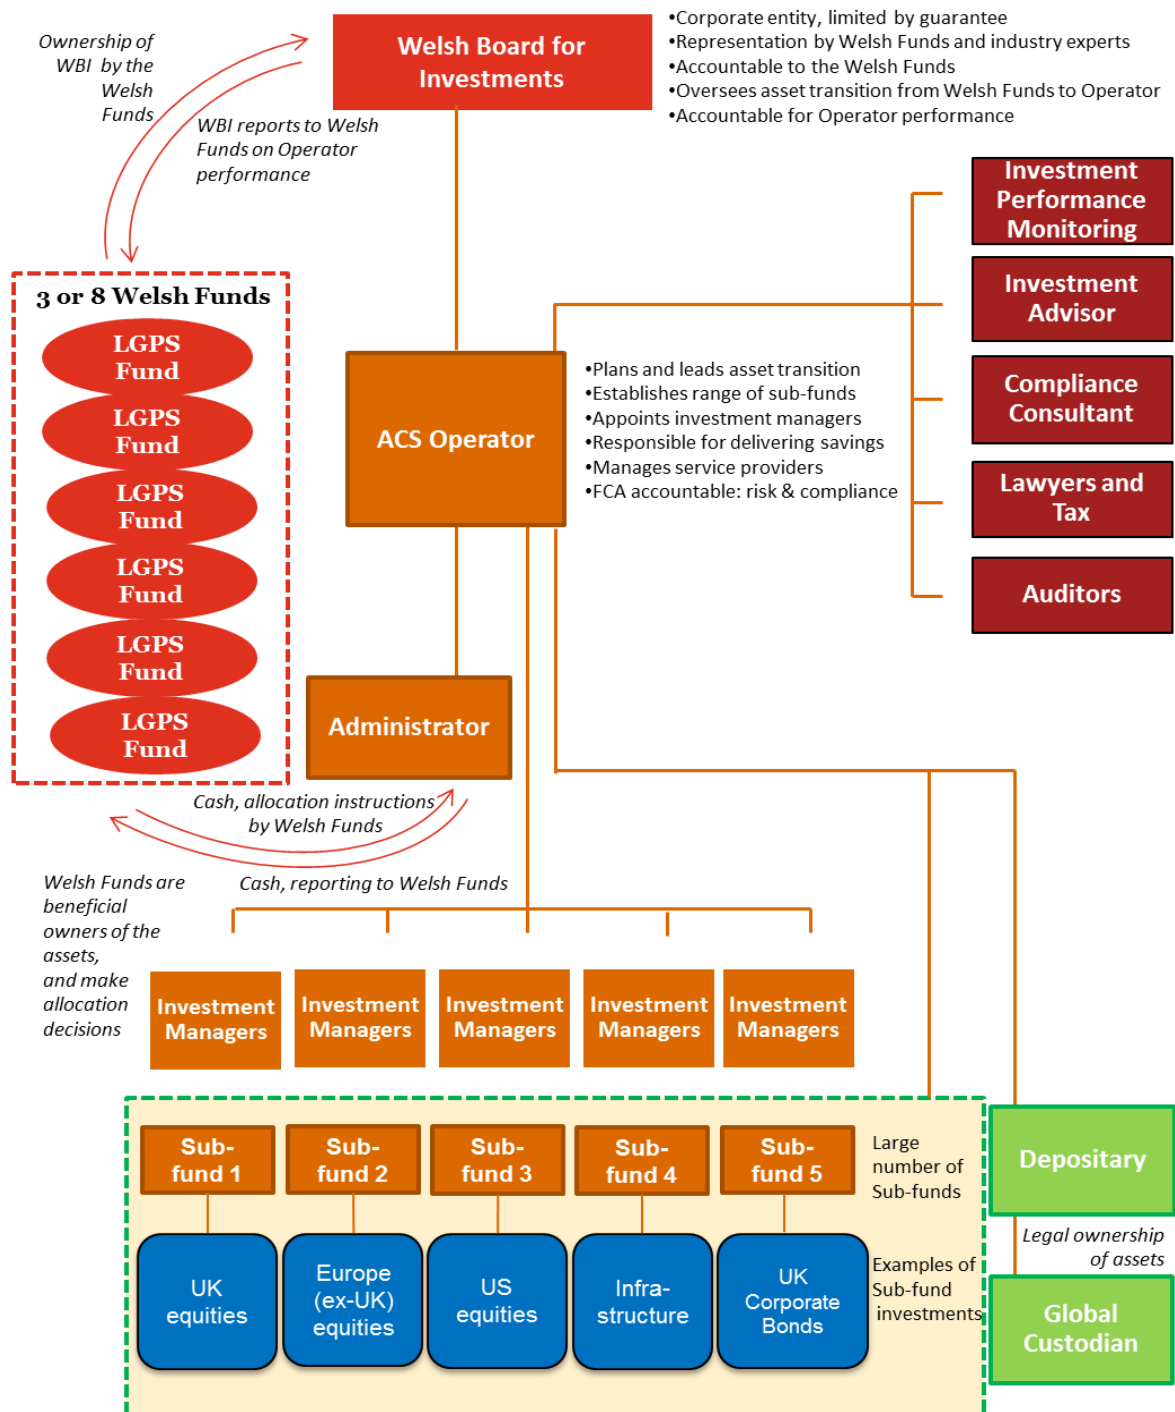 Ownership of
WBI by the
Welsh
Funds
Welsh Board for
Investments
•Corporate entity, limited by guarantee
•Representation by Welsh Funds and industry experts
•Accountable to the Welsh Funds
•Oversees asset transition from Welsh Funds to Operator
•Accountable for Operator performance
WBI reports to Welsh
Funds on Operator
performance
3 or 8 Welsh Funds
LGPS
Fund
LGPS
Fund
LGPS
Fund
LGPS
Fund
LGPS
Fund
LGPS
Fund
ACS Operator
•Plans and leads asset transition
•Establishes range of sub-funds
•Appoints investment managers
•Responsible for delivering savings
•Manages service providers
•FCA accountable: risk & compliance
Investment
Performance
Monitoring
Investment
Advisor
Compliance
Consultant
Lawyers and
Tax
Auditors
Administrator
Cash, allocation instructions
by Welsh Funds
Cash, reporting to Welsh Funds
Welsh Funds are
beneficial
owners of the
assets,
and make
allocation
decisions
Investment
Managers
Investment
Managers
Investment
Managers
Investment
Managers
Investment
Managers
Sub-
fund 1
Sub-
fund 2
Sub-
fund 3
Sub-
fund 4
Sub-
fund 5
Large
number of
Sub-funds
UK
equities
Europe
(ex-UK)
equities
US
equities
Infra-
structure
UK
Corporate
Bonds
Examples of
Sub-fund
investments
Depositary
Legal ownership
of assets
Global
Custodian